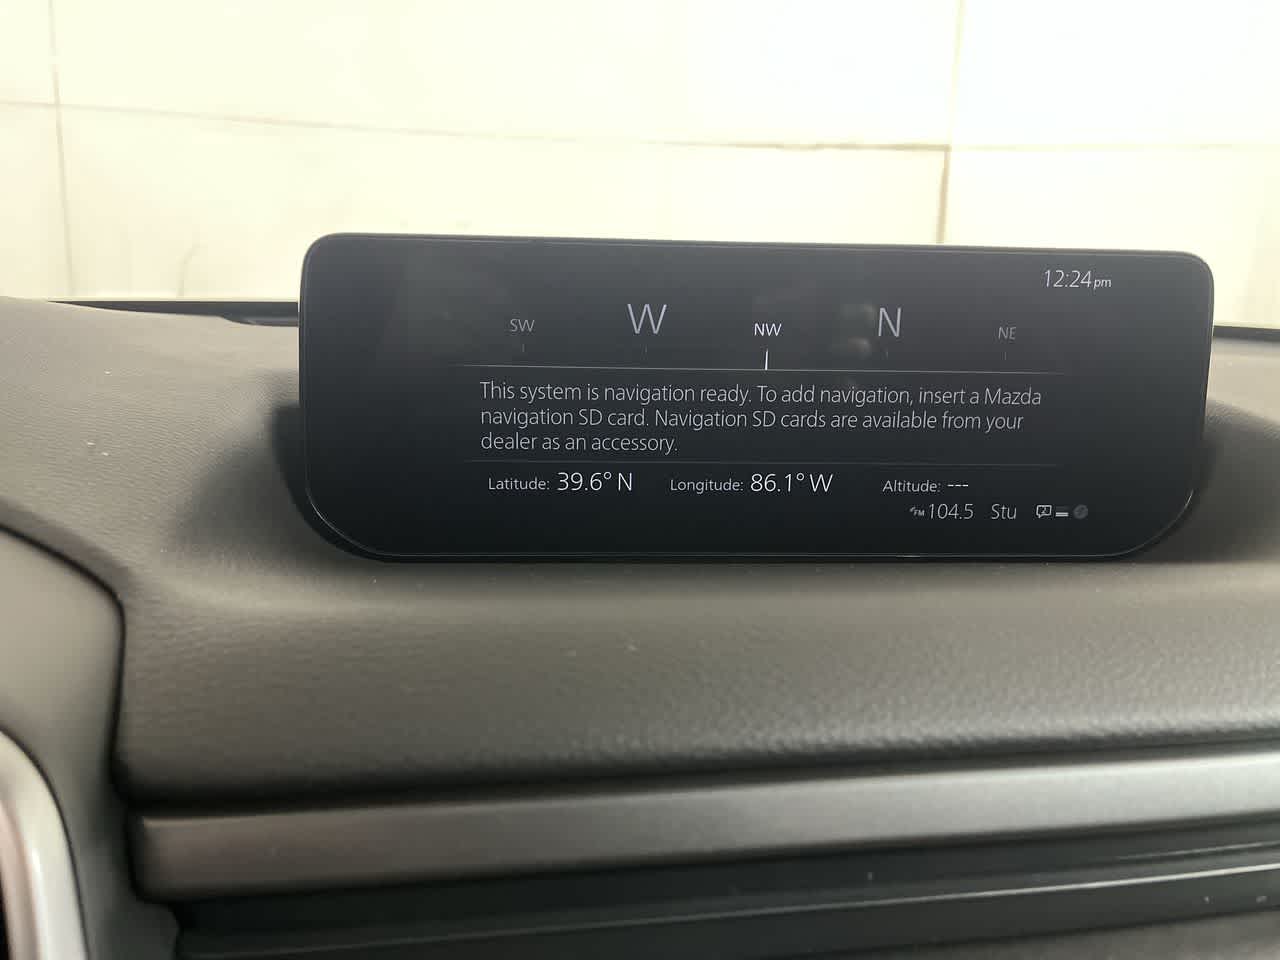 12:24pm
SW W NW N NE
This system is navigation ready. To add navigation, insert a Mazda
navigation SD card. Navigation SD cards are available from your
dealer as an accessory.
Latitude: 39.6° N Longitude: 86.1° W Altitude: ---
FM 104.5 Stu